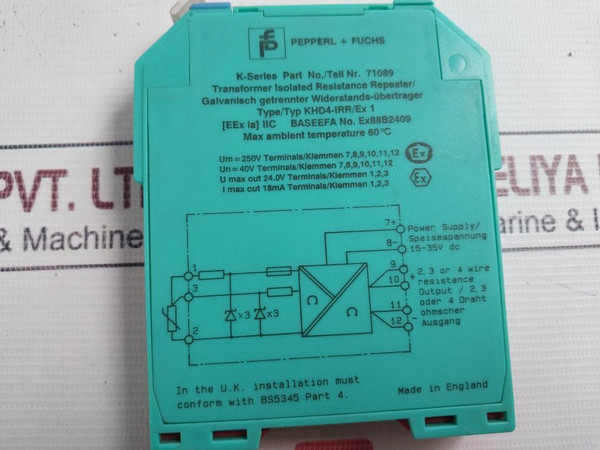 PEPPERL + FUCHS
K-Series Part No./Teil Nr. 71089
Transformer Isolated Resistance Repeater/
Galvanisch getrennter Widerstands-übertrager
Type/Typ KHD4-IRR/Ex 1
[EEx ia] IIC BASEEFA No. Ex88B2409
Max ambient temperature 60°C
Um = 250V Terminals/Klemmen 7,8,9,10,11,12
Un = 40V Terminals/Klemmen 7,8,9,10,11,12
U max out 24.0V Terminals/Klemmen 1,2,3
I max out 18mA Terminals/Klemmen 1,2,3
Ex
Ex
PVT. LT
& Machine
ELIYA
arine & I
7+ Power Supply/
Speisespannung
8- 15-35V dc
1
3
2
x3 x3
Ω Ω
9
10
+ 2, 3 or 4 wire
resistance
Output / 2, 3
oder 4 Draht
ohmscher
Ausgang
11
12
-
In the U.K. installation must
conform with BS5345 Part 4.
Made in England